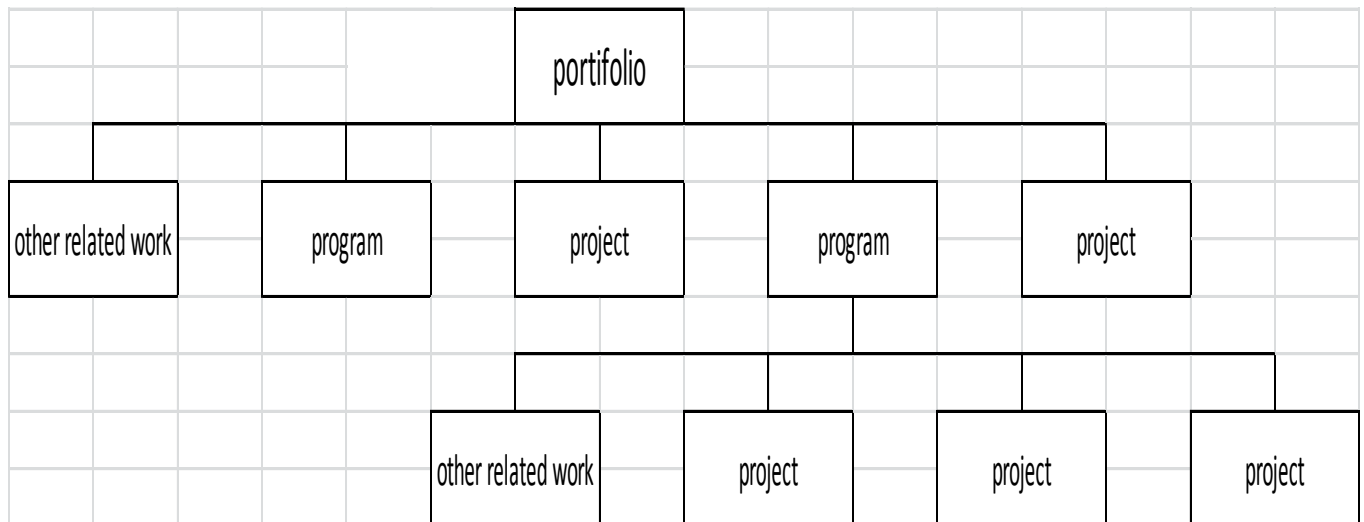 portifolio
other related work
program
project
program
project
other related work
project
project
project